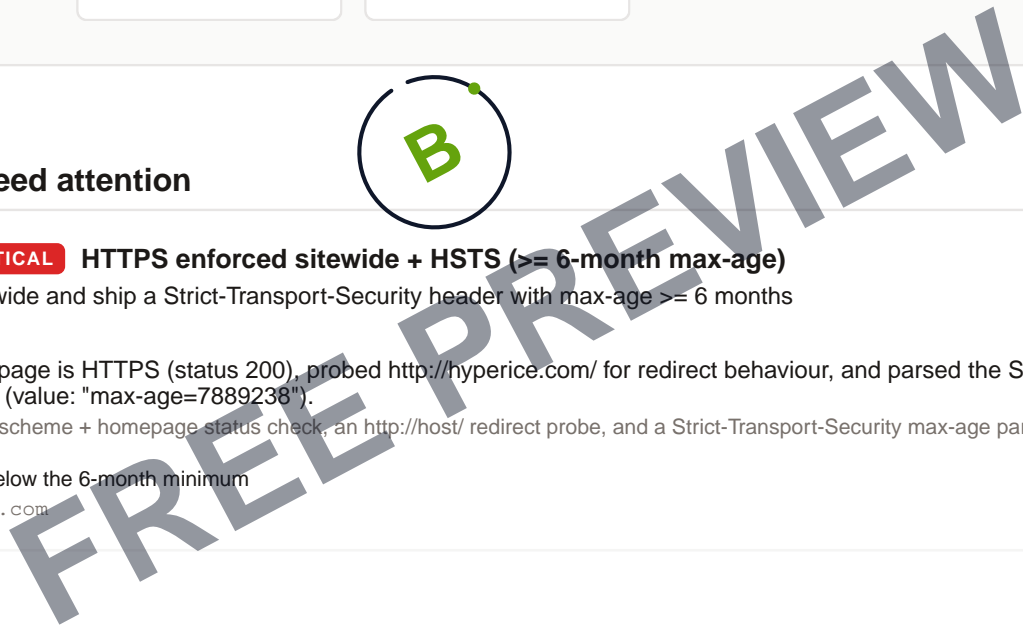 B
eed attention
TICAL HTTPS enforced sitewide + HSTS (>= 6-month max-age)
wide and ship a Strict-Transport-Security header with max-age >= 6 months
page is HTTPS (status 200), probed http://hyperice.com/ for redirect behaviour, and parsed the S
(value: "max-age=7889238").
scheme + homepage status check, an http://host/ redirect probe, and a Strict-Transport-Security max-age par
elow the 6-month minimum
.com
FREE PREVIEW